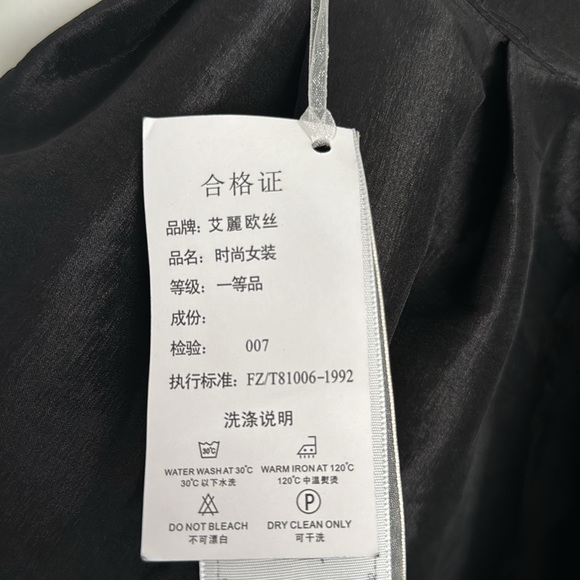 合格证
品牌：艾麗欧丝
品名：时尚女装
等级：一等品
成份：
检验： 007
执行标准：FZ/T81006-1992
洗涤说明
30
WATER WASH AT 30℃
30℃以下水洗
WARM IRON AT 120℃
120℃中温熨烫
DO NOT BLEACH
不可漂白
P
DRY CLEAN ONLY
可干洗